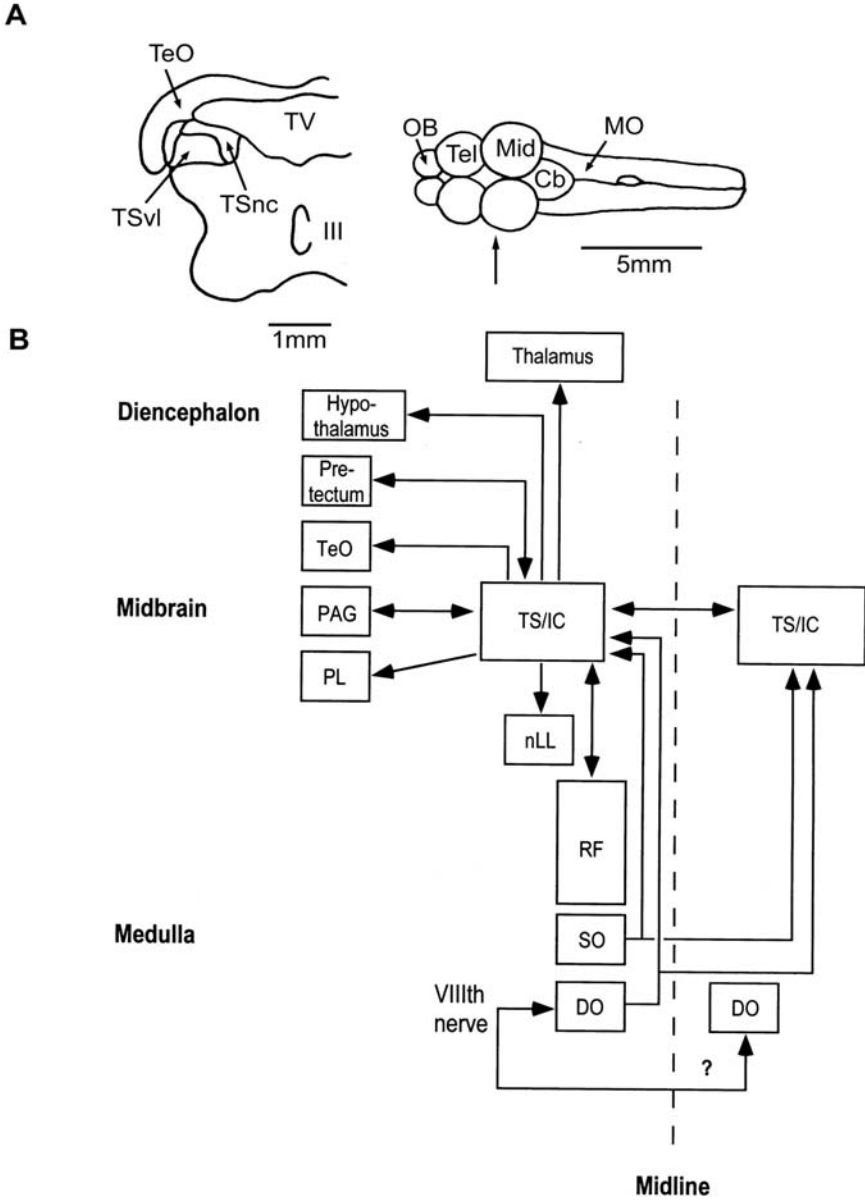 A
TeO
TV
TSvl
TSnc
III
1mm
OB
Tel
Mid
MO
Cb
5mm
B
Thalamus
Diencephalon
Hypo-
thalamus
Pre-
tectum
TeO
Midbrain
PAG
TS/IC
TS/IC
PL
nLL
RF
Medulla
SO
VIIIth
nerve
DO
DO
?
Midline